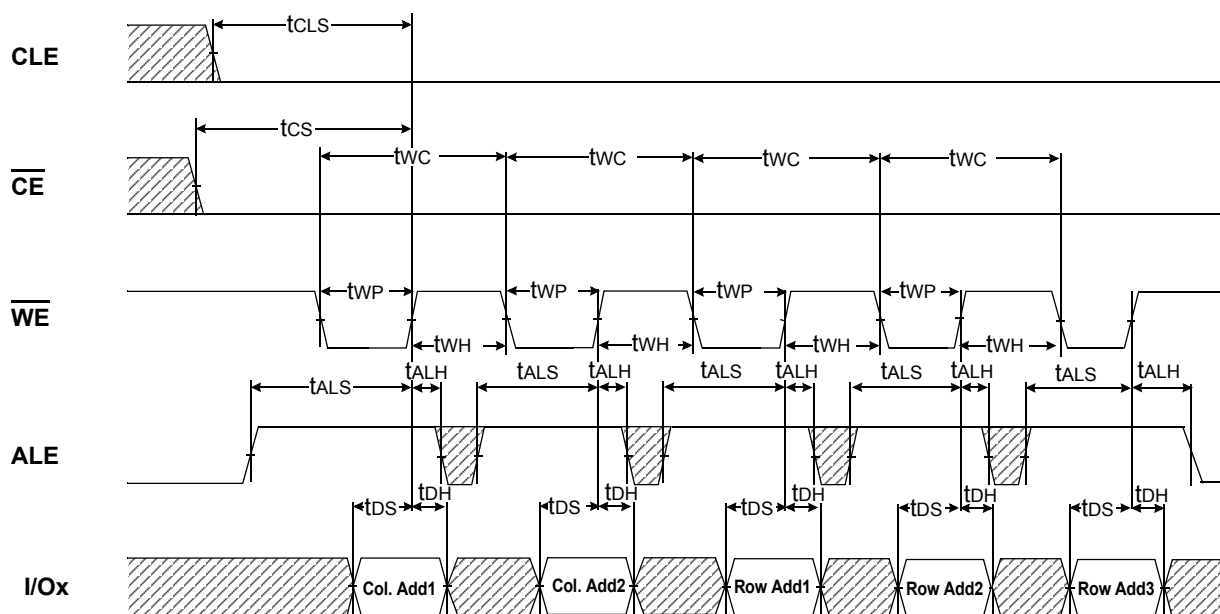 tCLS
CLE
tCS
tWC tWC tWC tWC
CE
tWP tWP tWP tWP
WE
tWH tWH tWH tWH
tALS tALH tALS tALH tALS tALH tALS tALH tALS tALH
ALE
tDS tDH tDS tDH tDS tDH tDS tDH tDS tDH
I/Ox Col. Add1 Col. Add2 Row Add1 Row Add2 Row Add3